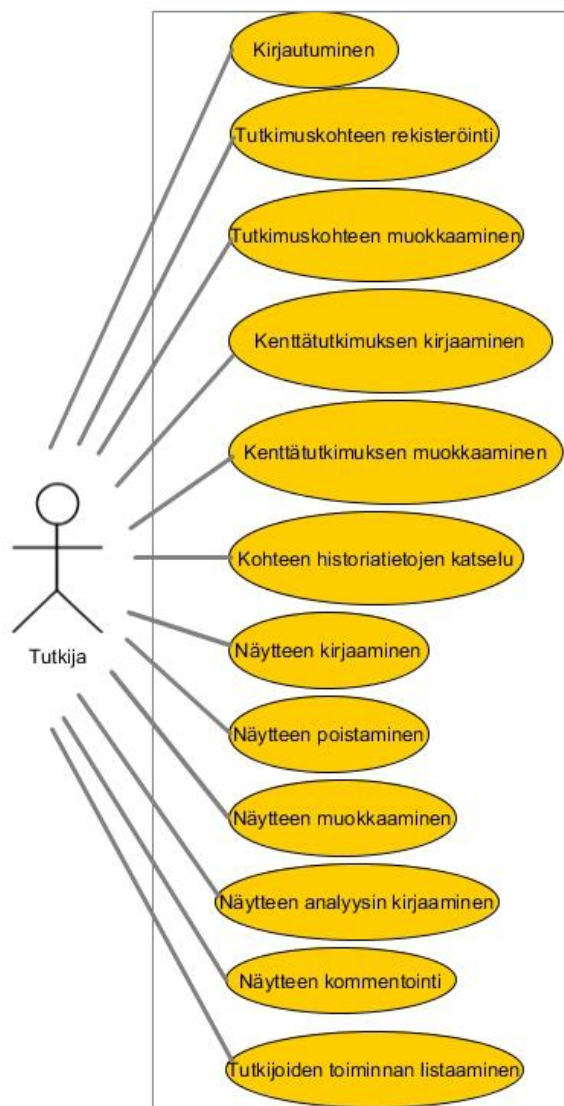 Kirjautuminen
Tutkimuskohteen rekisteröinti
Tutkimuskohteen muokkaaminen
Kenttätutkimuksen kirjaaminen
Kenttätutkimuksen muokkaaminen
Kohteen historiatietojen katselu
Tutkija
Näytteen kirjaaminen
Näytteen poistaminen
Näytteen muokkaaminen
Näytteen analyysin kirjaaminen
Näytteen kommentointi
Tutkijoiden toiminnan listaaminen